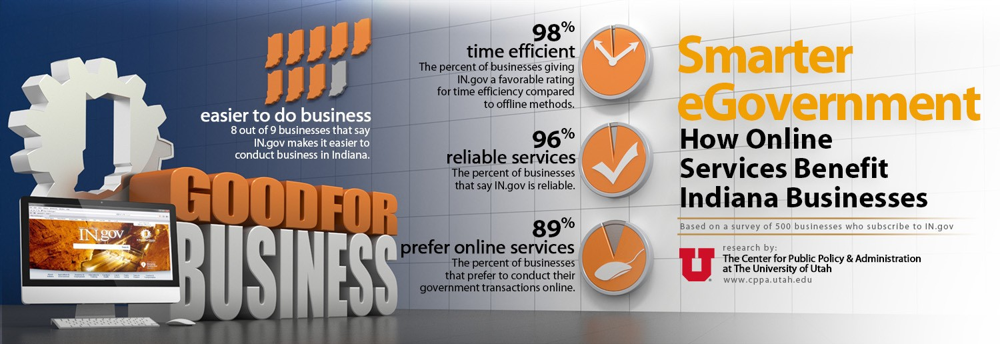 easier to do business
8 out of 9 businesses that say
IN.gov makes it easier to
conduct business in Indiana.
GOOD FOR
BUSINESS
IN.gov
98%
time efficient
The percent of businesses giving
IN.gov a favorable rating
for time efficiency compared
to offline methods.
96%
reliable services
The percent of businesses
that say IN.gov is reliable.
89%
prefer online services
The percent of businesses
that prefer to conduct their
government transactions online.
Smarter
eGovernment
How Online
Services Benefit
Indiana Businesses
Based on a survey of 500 businesses who subscribe to IN.gov
U
research by:
The Center for Public Policy & Administration
at The University of Utah
www.cppa.utah.edu